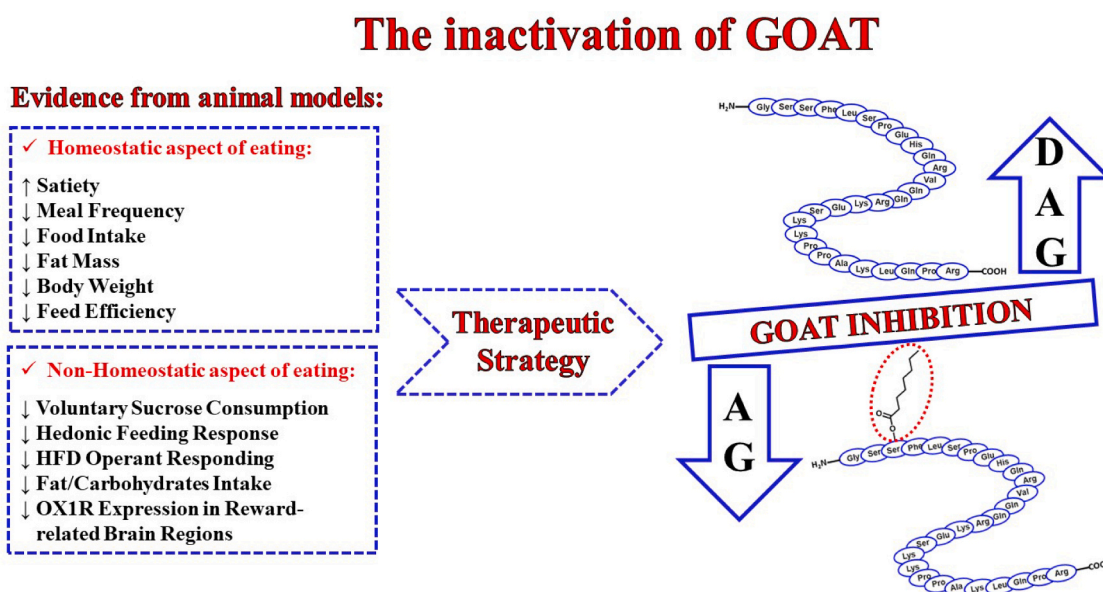 The inactivation of GOAT
Evidence from animal models:
✓ Homeostatic aspect of eating:
↑ Satiety
↓ Meal Frequency
↓ Food Intake
↓ Fat Mass
↓ Body Weight
↓ Feed Efficiency
✓ Non-Homeostatic aspect of eating:
↓ Voluntary Sucrose Consumption
↓ Hedonic Feeding Response
↓ HFD Operant Responding
↓ Fat/Carbohydrates Intake
↓ OX1R Expression in Reward-
related Brain Regions
Therapeutic
Strategy
H₂N Gly Ser Ser Phe Leu Ser Pro Glu His Gln Arg Val Gln
Ser Glu Lys Arg Gln
Lys
Lys
Pro
Pro Ala Lys Leu Gln Pro Arg COOH
D
A
G
GOAT INHIBITION
A
G
O
O
H₂N Gly Ser Ser Phe Leu Ser Pro Glu His Gln Arg Val Gln
Ser Glu Lys Arg Gln
Lys
Lys
Pro
Pro Ala Lys Leu Gln Pro Arg